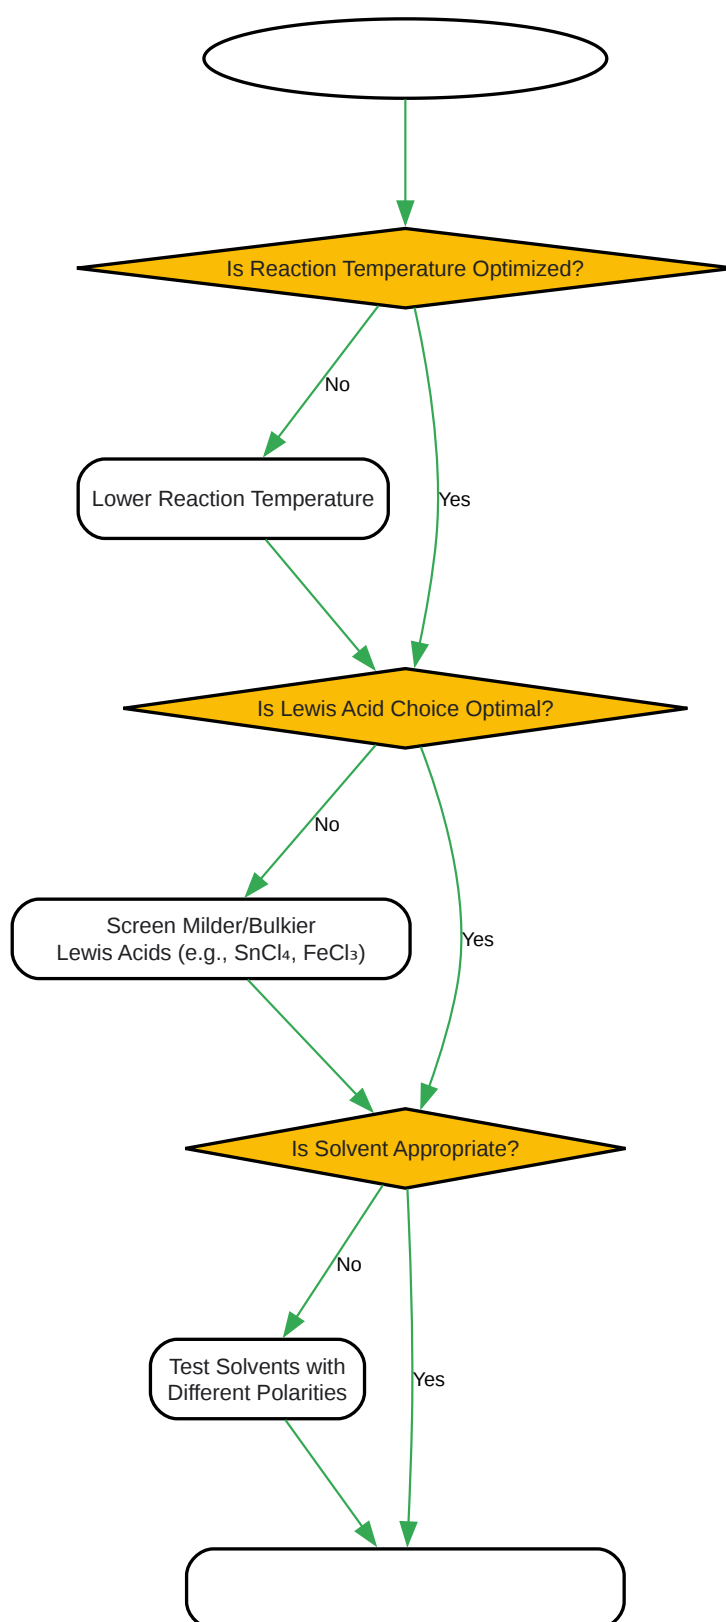 Is Reaction Temperature Optimized?
No
Lower Reaction Temperature
Yes
Is Lewis Acid Choice Optimal?
No
Screen Milder/Bulkier
Lewis Acids (e.g., SnCl₄, FeCl₃)
Yes
Is Solvent Appropriate?
No
Test Solvents with
Different Polarities
Yes